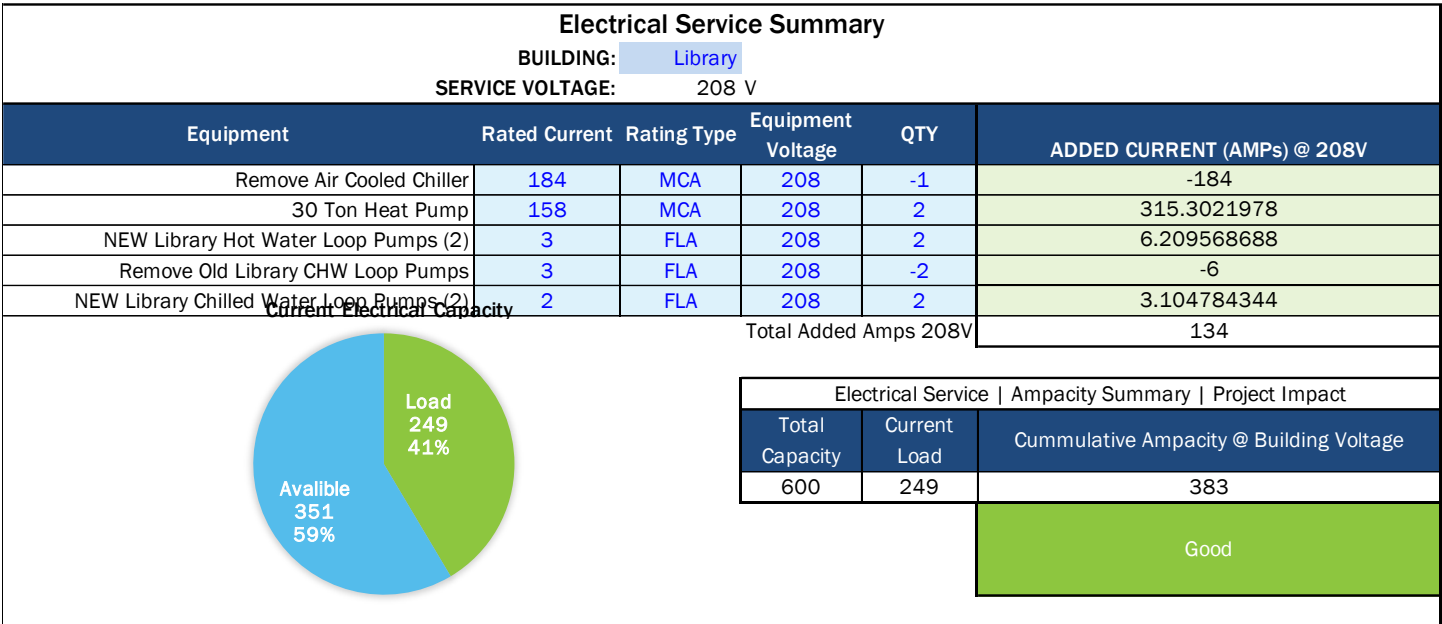 Electrical Service Summary
BUILDING: Library
SERVICE VOLTAGE: 208 V
Equipment Rated Current Rating Type Equipment Voltage QTY ADDED CURRENT (AMPs) @ 208V
Remove Air Cooled Chiller 184 MCA 208 -1 -184
30 Ton Heat Pump 158 MCA 208 2 315.3021978
NEW Library Hot Water Loop Pumps (2) 3 FLA 208 2 6.209568688
Remove Old Library CHW Loop Pumps 3 FLA 208 -2 -6
NEW Library Chilled Water Loop Pumps (2) 2 FLA 208 2 3.104784344
Total Added Amps 208V 134
Current Electrical Capacity
Load
249
41%
Avalible
351
59%
Electrical Service | Ampacity Summary | Project Impact
Total Capacity Current Load Cummulative Ampacity @ Building Voltage
600 249 383
Good